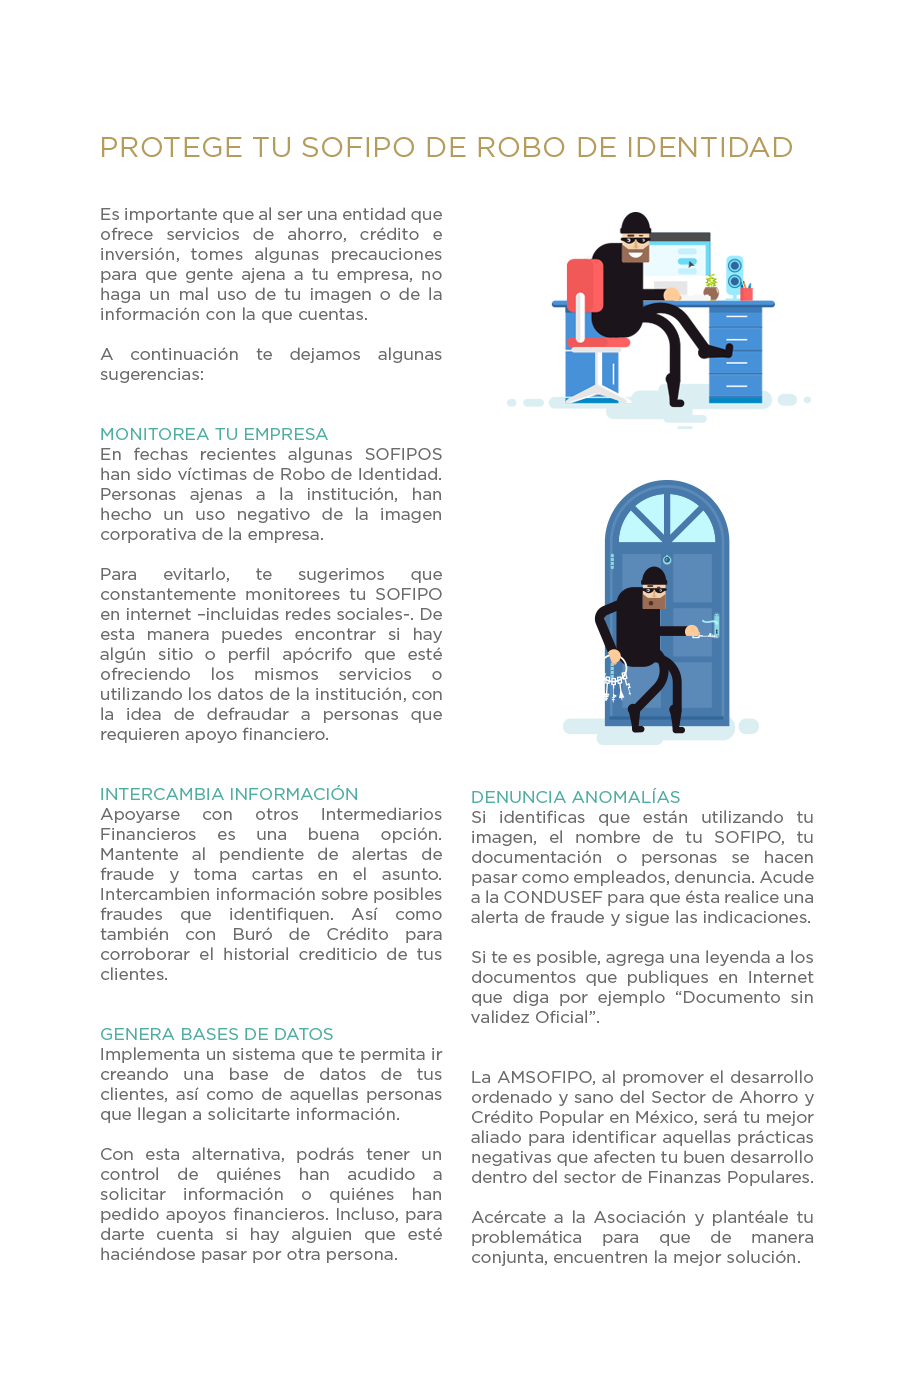 PROTEGE TU SOFIPO DE ROBO DE IDENTIDAD
Es importante que al ser una entidad que
ofrece servicios de ahorro, crédito e
inversión, tomes algunas precauciones
para que gente ajena a tu empresa, no
haga un mal uso de tu imagen o de la
información con la que cuentas.
A continuación te dejamos algunas
sugerencias:
MONITOREA TU EMPRESA
En fechas recientes algunas SOFIPOS
han sido víctimas de Robo de Identidad.
Personas ajenas a la institución, han
hecho un uso negativo de la imagen
corporativa de la empresa.
Para evitarlo, te sugerimos que
constantemente monitorees tu SOFIPO
en internet –incluidas redes sociales-. De
esta manera puedes encontrar si hay
algún sitio o perfil apócrifo que esté
ofreciendo los mismos servicios o
utilizando los datos de la institución, con
la idea de defraudar a personas que
requieren apoyo financiero.
INTERCAMBIA INFORMACIÓN
Apoyarse con otros Intermediarios
Financieros es una buena opción.
Mantente al pendiente de alertas de
fraude y toma cartas en el asunto.
Intercambien información sobre posibles
fraudes que identifiquen. Así como
también con Buró de Crédito para
corroborar el historial crediticio de tus
clientes.
GENERA BASES DE DATOS
Implementa un sistema que te permita ir
creando una base de datos de tus
clientes, así como de aquellas personas
que llegan a solicitarte información.
Con esta alternativa, podrás tener un
control de quiénes han acudido a
solicitar información o quiénes han
pedido apoyos financieros. Incluso, para
darte cuenta si hay alguien que esté
haciéndose pasar por otra persona.
DENUNCIA ANOMALÍAS
Si identificas que están utilizando tu
imagen, el nombre de tu SOFIPO, tu
documentación o personas se hacen
pasar como empleados, denuncia. Acude
a la CONDUSEF para que ésta realice una
alerta de fraude y sigue las indicaciones.
Si te es posible, agrega una leyenda a los
documentos que publiques en Internet
que diga por ejemplo “Documento sin
validez Oficial”.
La AMSOFIPO, al promover el desarrollo
ordenado y sano del Sector de Ahorro y
Crédito Popular en México, será tu mejor
aliado para identificar aquellas prácticas
negativas que afecten tu buen desarrollo
dentro del sector de Finanzas Populares.
Acércate a la Asociación y plantéale tu
problemática para que de manera
conjunta, encuentren la mejor solución.